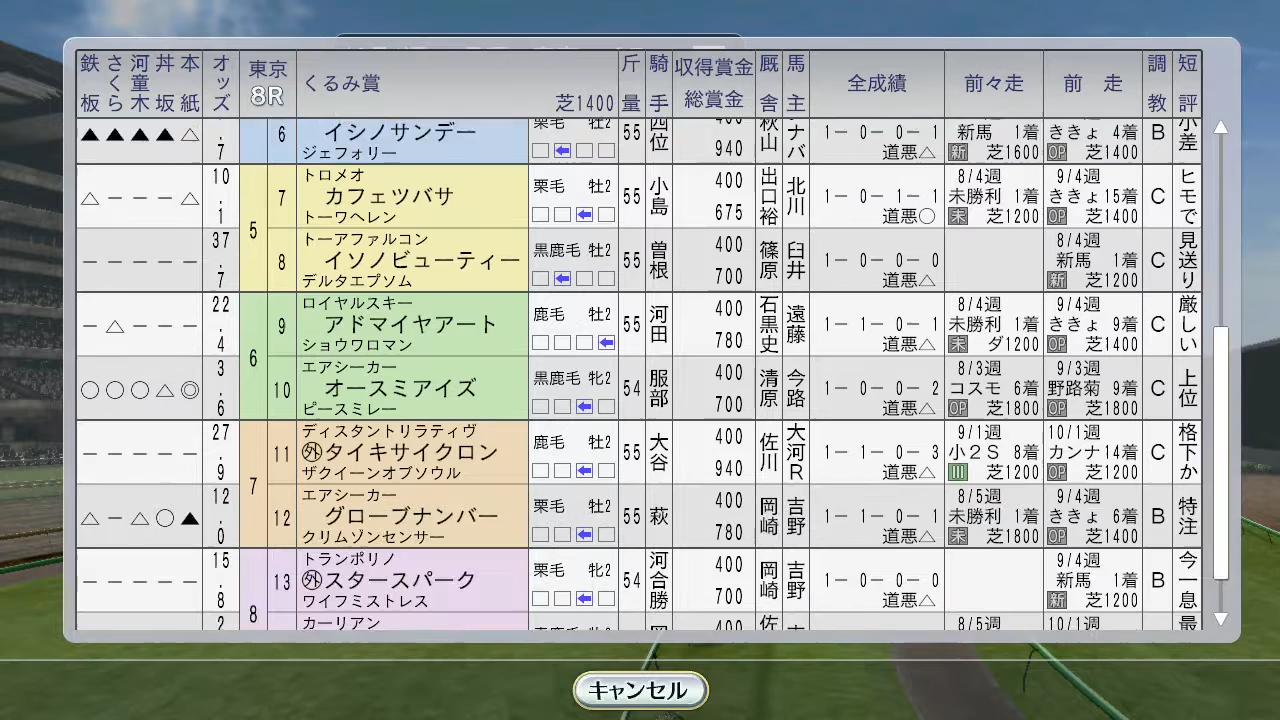 鉄板 さくら 河童木 丼坂 本紙 オッズ 東京 8R くるみ賞 芝1400 斤量 騎手 収得賞金 総賞金 厩舎 馬主 全成績 前々走 前 走 調教 短評
▲ ▲ ▲ ▲ △ .7 6 イシノサンデー 栗毛 牡2 55 四位 400 秋山 ナバ 1- 0- 0- 1 新馬 1着 ききょ 4着 B 小差
ジェフォリー ← 940 道悪△ 新 芝1600 OP 芝1400
トロメオ 8/4週 9/4週
△ - - - △ 10.1 5 7 カフェツバサ 栗毛 牡2 55 小島 400 出口裕 北川 1- 0- 1- 1 未勝利 1着 ききょ15着 C ヒモで
トーワヘレン ← 675 道悪○ 未 芝1200 OP 芝1400
トーアファルコン 8/4週
- - - - - 37.7 8 イソノビューティー 黒鹿毛 牝2 55 曽根 400 篠原 臼井 1- 0- 0- 0 新馬 1着 C 見送り
デルタエプソム ← 700 道悪△ 新 芝1200
ロイヤルスキー 8/4週 9/4週
- △ - - - 22.4 6 9 アドマイヤアート 鹿毛 牡2 55 河田 400 石黒史 遠藤 1- 1- 0- 1 未勝利 1着 ききょ 9着 C 厳しい
ショウワロマン ← 780 道悪△ 未 ダ1200 OP 芝1400
エアシーカー 8/3週 9/3週
○ ○ ○ △ ◎ 3.6 10 オースミアイズ 黒鹿毛 牝2 54 服部 400 清原 今路 1- 0- 0- 2 コスモ 6着 野路菊 9着 C 上位
ピースミレー ← 700 道悪△ OP 芝1800 OP 芝1800
ディスタントリラティヴ 9/1週 10/1週
- - - - - 27.9 7 11 外タイキサイクロン 鹿毛 牡2 55 大谷 400 佐川 大河R 1- 1- 0- 3 小2S 8着 カンナ14着 C 格下か
ザクイーンオブソウル ← 940 道悪△ III 芝1200 OP 芝1200
エアシーカー 8/5週 9/4週
△ - △ ○ ▲ 12.0 12 グローブナンバー 栗毛 牡2 55 萩 400 岡崎 吉野 1- 1- 0- 1 未勝利 1着 ききょ 6着 B 特注
クリムゾンセンサー ← 780 道悪△ 未 芝1800 OP 芝1400
トランポリノ 9/4週
- - - - - 15.8 8 13 外スタースパーク 栗毛 牝2 54 河合勝 400 岡崎 吉野 1- 0- 0- 0 新馬 1着 B 今一息
ワイフミストレス ← 700 道悪△ 新 芝1200
2 カーリアン 400 佐 8/5週 10/1週 最
キャンセル